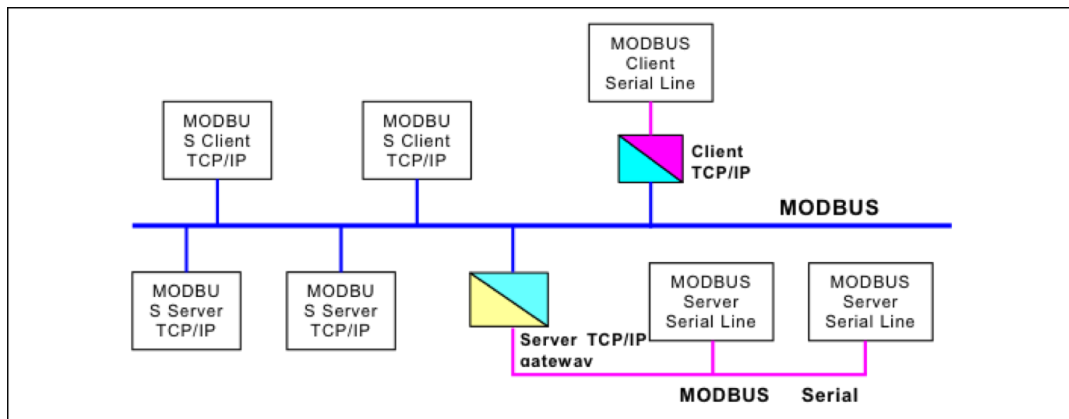 MODBUS
Client
Serial Line
MODBU
S Client
TCP/IP
MODBU
S Client
TCP/IP
Client
TCP/IP
MODBUS
MODBU
S Server
TCP/IP
MODBU
S Server
TCP/IP
Server TCP/IP
gateway
MODBUS
Server
Serial Line
MODBUS
Server
Serial Line
MODBUS Serial